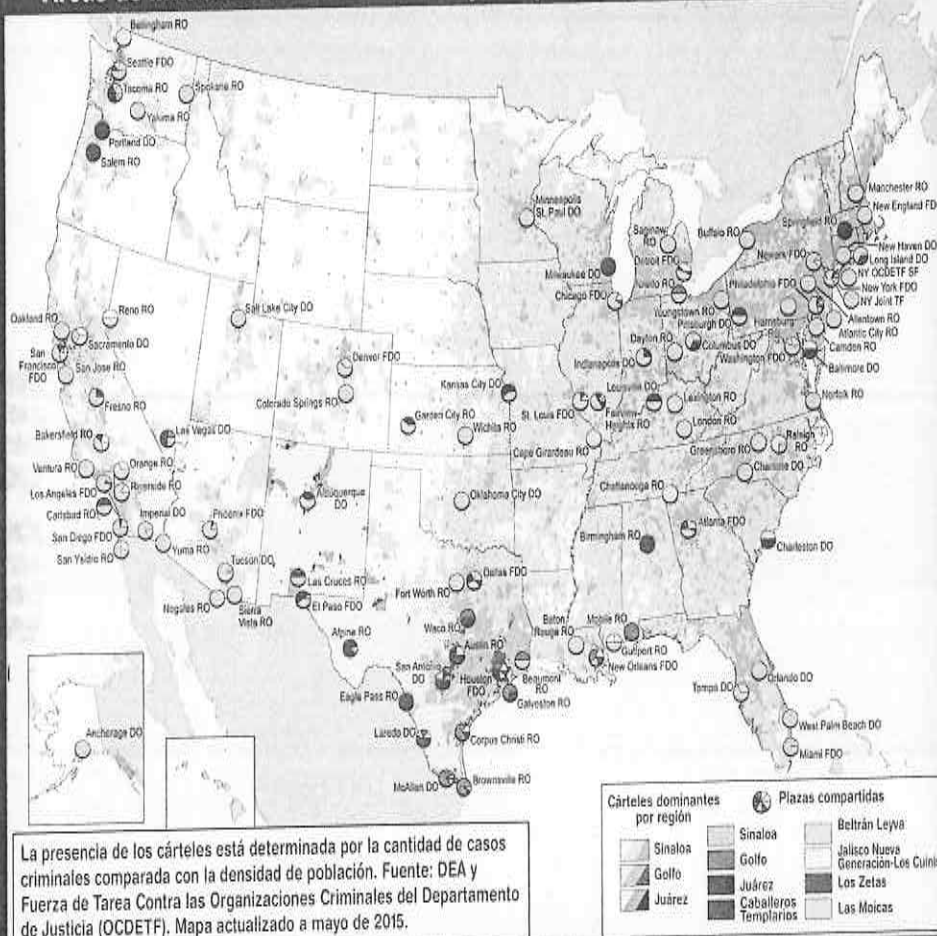 Bellingham RO
Seattle FDO
Tacoma RO
Spokane RO
Yakima RO
Portland DO
Salem RO
Minneapolis
St. Paul DO
Saginaw
RO
Buffalo RO
Springfield RO
Manchester RO
New England FD
Detroit FDO
Newark FDO
New Haven DO
Long Island DO
NY OCDETF SF
New York FDO
NY Joint TF
Milwaukee DO
Chicago FDO
Toledo RO
Philadelphia FDO
Youngstown RO
Pittsburgh DO
Harrisburg
Allentown RO
Atlantic City RO
Camden RO
Oakland RO
Reno RO
Salt Lake City DO
Sacramento DO
San
Francisco
FDO
San Jose RO
Denver FDO
Colorado Springs RO
Kansas City DO
Indianapolis DO
Dayton RO
Columbus DO
Washington FDO
Baltimore DO
Louisville DO
Fresno RO
Garden City RO
Wichita RO
St. Louis FDO
Fairview
Heights RO
Lexington RO
London RO
Norfolk RO
Bakersfield RO
Las Vegas DO
Cape Girardeau RO
Greensboro RO
Raleigh
RO
Ventura RO
Orange RO
Los Angeles FDO
Riverside RO
Albuquerque
DO
Oklahoma City DO
Chattanooga RO
Charlotte DO
Carlsbad RO
Imperial DO
Phoenix FDO
San Diego FDO
Yuma RO
San Ysidro RO
Atlanta FDO
Birmingham RO
Charleston DO
Tucson DO
Las Cruces RO
Fort Worth RO
Dallas FDO
Nogales RO
Sierra
Vista RO
El Paso FDO
Waco RO
Baton
Rouge RO
Mobile RO
Alpine RO
Austin RO
Gulfport RO
San Antonio
DO
Houston
FDO
Beaumont
RO
New Orleans FDO
Orlando DO
Eagle Pass RO
Galveston RO
Tampa DO
Anchorage DO
Laredo DO
Corpus Christi RO
West Palm Beach DO
Miami FDO
McAllen DO
Brownsville RO
Cárteles dominantes
por región
Sinaloa
Golfo
Juárez
Plazas compartidas
Sinaloa
Golfo
Juárez
Caballeros
Templarios
Beltrán Leyva
Jalisco Nueva
Generación-Los Cuinis
Los Zetas
Las Moicas
La presencia de los cárteles está determinada por la cantidad de casos
criminales comparada con la densidad de población. Fuente: DEA y
Fuerza de Tarea Contra las Organizaciones Criminales del Departamento
de Justicia (OCDETF). Mapa actualizado a mayo de 2015.